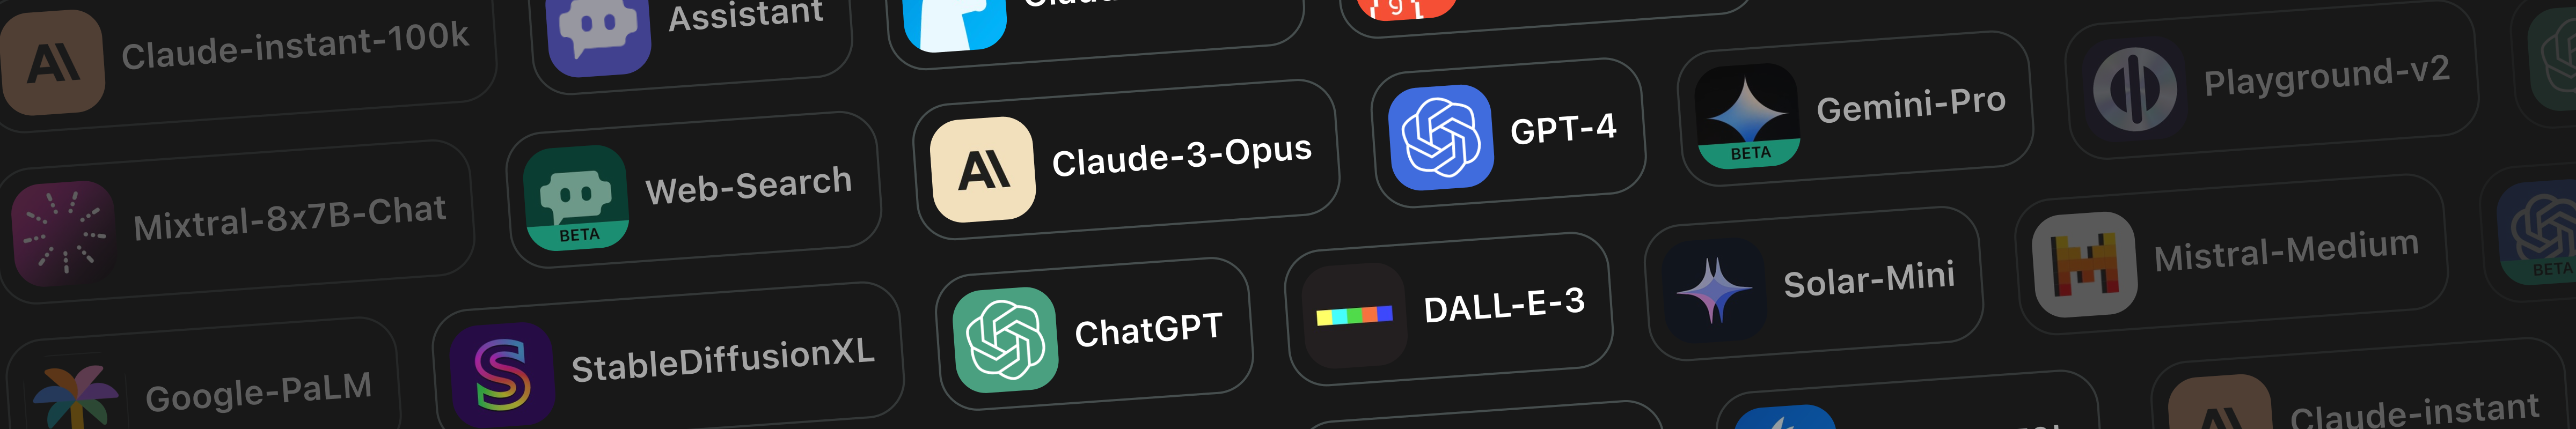 Claude-instant-100k
Assistant
Playground-v2
Mixtral-8x7B-Chat
Web-Search
BETA
Claude-3-Opus
GPT-4
Gemini-Pro
BETA
Google-PaLM
StableDiffusionXL
ChatGPT
DALL-E-3
Solar-Mini
Mistral-Medium
BETA
Claude-instant